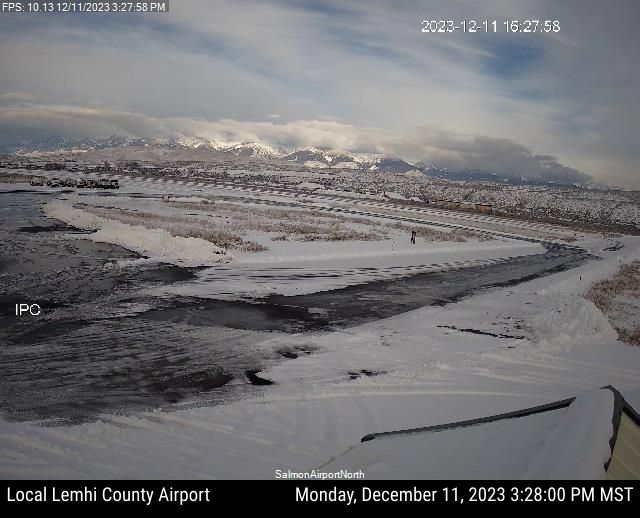 FPS: 10.13 12/11/2023 3:27:58 PM
2023-12-11 16:27:58
IPC
SalmonAirportNorth
Local Lemhi County Airport Monday, December 11, 2023 3:28:00 PM MST